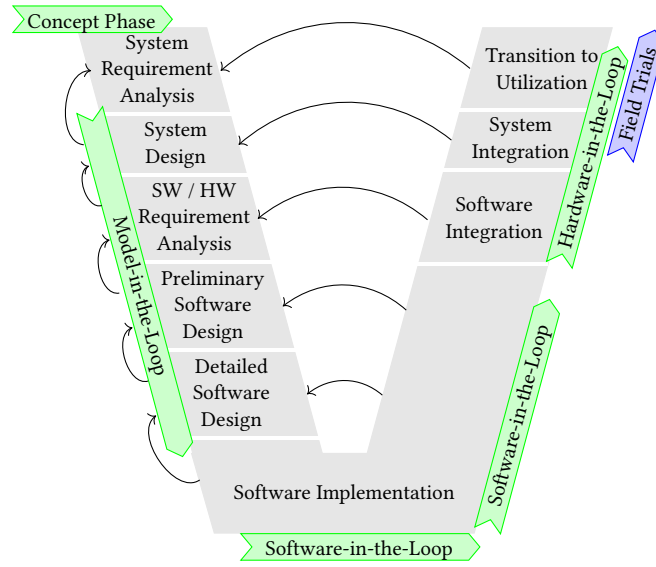 Concept Phase
System
Requirement
Analysis
System
Design
SW / HW
Requirement
Analysis
Preliminary
Software
Design
Detailed
Software
Design
Software Implementation
Transition to
Utilization
System
Integration
Software
Integration
Model-in-the-Loop
Software-in-the-Loop
Software-in-the-Loop
Hardware-in-the-Loop
Field Trials